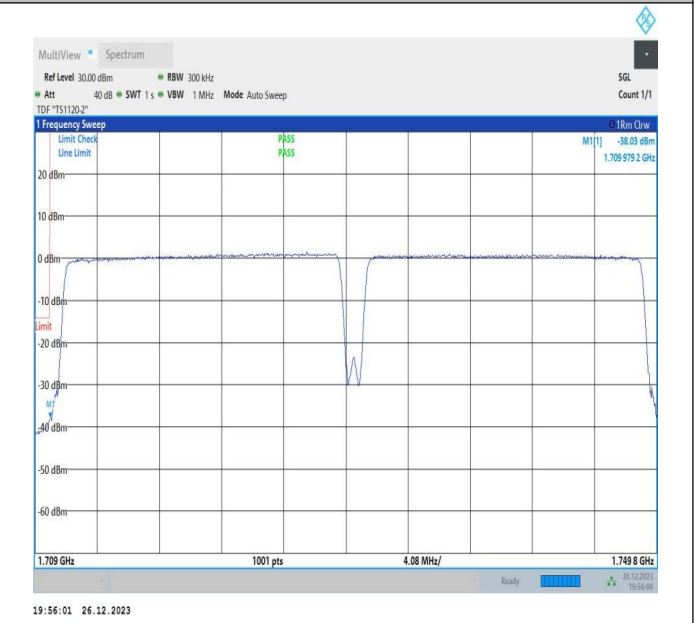 MultiView Spectrum
Ref Level 30.00 dBm RBW 300 kHz SGL
Att 40 dB SWT 1 s VBW 1 MHz Mode Auto Sweep Count 1/1
TDF "TS1120-2"
1 Frequency Sweep 1Rm Clrw
Limit Check PASS M1[1] -38.03 dBm
Line Limit PASS 1.709 979 2 GHz
20 dBm
10 dBm
0 dBm
-10 dBm
Limit
-20 dBm
-30 dBm
M1
-40 dBm
-50 dBm
-60 dBm
1.709 GHz 1001 pts 4.08 MHz/ 1.749 8 GHz
Ready 26.12.2023
19:56:00
19:56:01 26.12.2023